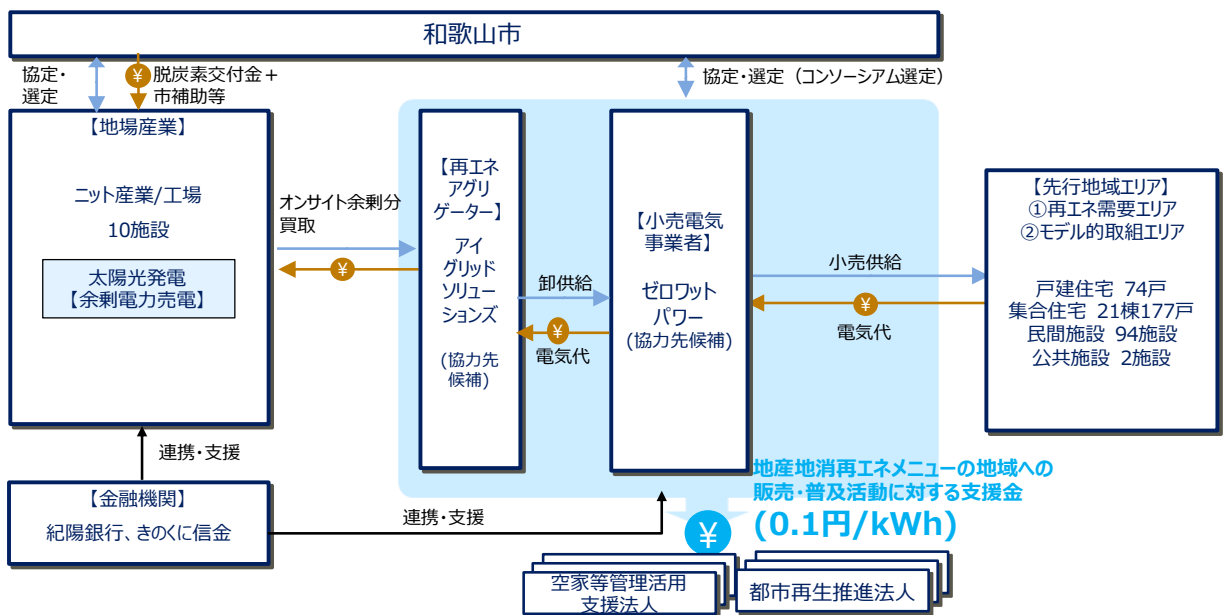 和歌山市
協定・
選定
¥
脱炭素交付金＋
市補助等
協定・選定（コンソーシアム選定）
【地場産業】
ニット産業/工場
10施設
太陽光発電
【余剰電力売電】
オンサイト余剰分
買取
¥
【再エネ
アグリ
ゲーター】
アイ
グリッド
ソリュー
ションズ
(協力先
候補)
卸供給
¥
電気代
【小売電気
事業者】
ゼロワット
パワー
(協力先候補)
小売供給
¥
電気代
【先行地域エリア】
①再エネ需要エリア
②モデル的取組エリア
戸建住宅 74戸
集合住宅 21棟177戸
民間施設 94施設
公共施設 2施設
連携・支援
【金融機関】
紀陽銀行、きのくに信金
連携・支援
地産地消再エネメニューの地域への
販売・普及活動に対する支援金
(0.1円/kWh)
¥
空家等管理活用
支援法人
都市再生推進法人